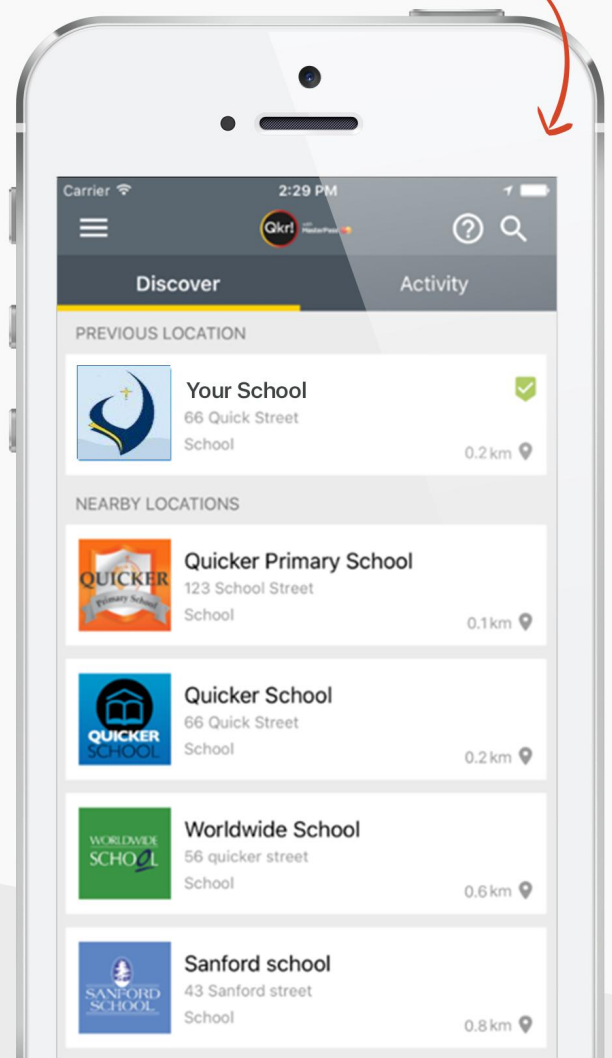 Carrier 2:29 PM
Qkr! with MasterPass
Discover Activity
PREVIOUS LOCATION
Your School
66 Quick Street
School
0.2 km
NEARBY LOCATIONS
QUICKER
Primary School
Quicker Primary School
123 School Street
School
0.1 km
QUICKER
SCHOOL
Quicker School
66 Quick Street
School
0.2 km
WORLDWIDE
SCHOOL
Worldwide School
56 quicker street
School
0.6 km
SANFORD
SCHOOL
Sanford school
43 Sanford street
School
0.8 km